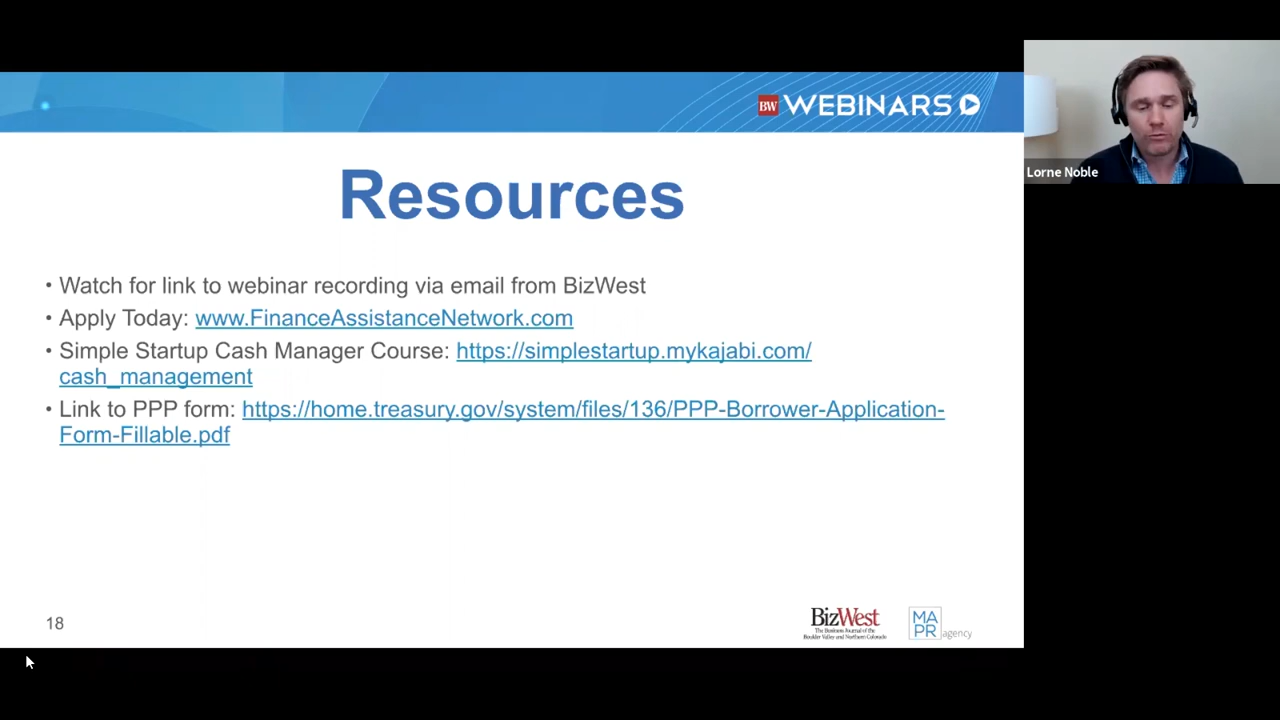 BW WEBINARS
Lorne Noble
Resources
• Watch for link to webinar recording via email from BizWest
• Apply Today: www.FinanceAssistanceNetwork.com
• Simple Startup Cash Manager Course: https://simplestartup.mykajabi.com/
cash_management
• Link to PPP form: https://home.treasury.gov/system/files/136/PPP-Borrower-Application-
Form-Fillable.pdf
18
BizWest
The Business Journal of the
Boulder Valley and Northern Colorado
MA
PR agency